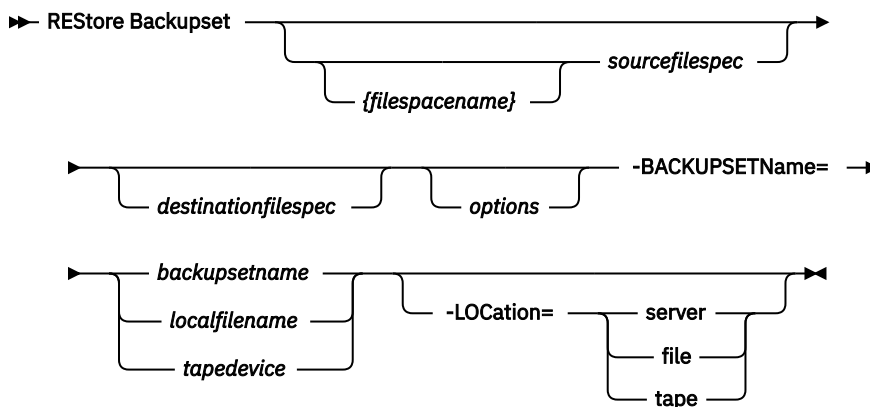 REStore Backupset
sourcefilespec
{filespacename}
-BACKUPSETName=
destinationfilespec
options
backupsetname
localfilename
tapedevice
-LOCation=
server
file
tape